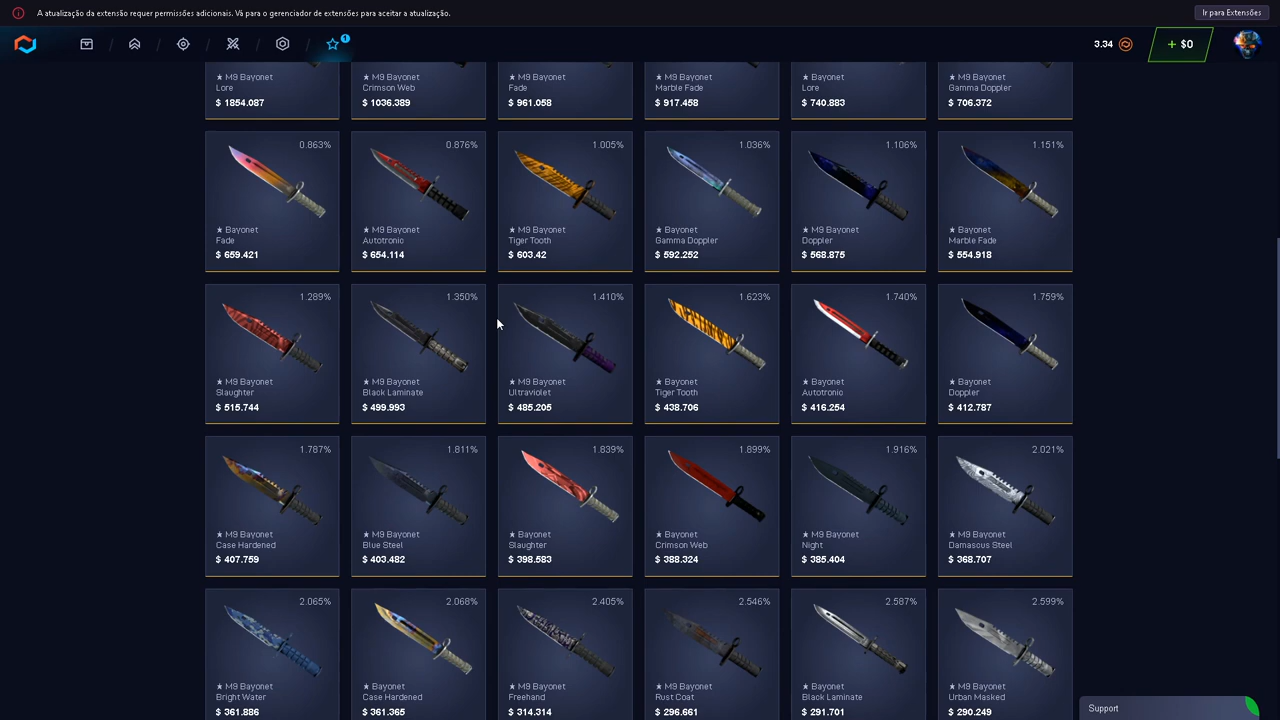 A atualização da extensão requer permissões adicionais. Vá para o gerenciador de extensões para aceitar a atualização.
Ir para Extensões
1
3.34
+ $0
★ M9 Bayonet
Lore
$ 1854.087
★ M9 Bayonet
Crimson Web
$ 1036.389
★ M9 Bayonet
Fade
$ 961.058
★ M9 Bayonet
Marble Fade
$ 917.458
★ Bayonet
Lore
$ 740.883
★ M9 Bayonet
Gamma Doppler
$ 706.372
0.863%
★ Bayonet
Fade
$ 659.421
0.876%
★ M9 Bayonet
Autotronic
$ 654.114
1.005%
★ M9 Bayonet
Tiger Tooth
$ 603.42
1.036%
★ Bayonet
Gamma Doppler
$ 592.252
1.106%
★ M9 Bayonet
Doppler
$ 568.875
1.151%
★ Bayonet
Marble Fade
$ 554.918
1.289%
★ M9 Bayonet
Slaughter
$ 515.744
1.350%
★ M9 Bayonet
Black Laminate
$ 499.993
1.410%
★ M9 Bayonet
Ultraviolet
$ 485.205
1.623%
★ Bayonet
Tiger Tooth
$ 438.706
1.740%
★ Bayonet
Autotronic
$ 416.254
1.759%
★ Bayonet
Doppler
$ 412.787
1.787%
★ M9 Bayonet
Case Hardened
$ 407.759
1.811%
★ M9 Bayonet
Blue Steel
$ 403.482
1.839%
★ Bayonet
Slaughter
$ 398.583
1.899%
★ Bayonet
Crimson Web
$ 388.324
1.916%
★ M9 Bayonet
Night
$ 385.404
2.021%
★ M9 Bayonet
Damascus Steel
$ 368.707
2.065%
★ M9 Bayonet
Bright Water
$ 361.886
2.068%
★ Bayonet
Case Hardened
$ 361.365
2.405%
★ M9 Bayonet
Freehand
$ 314.314
2.546%
★ M9 Bayonet
Rust Coat
$ 296.661
2.587%
★ Bayonet
Black Laminate
$ 291.701
2.599%
★ M9 Bayonet
Urban Masked
$ 290.249
Support